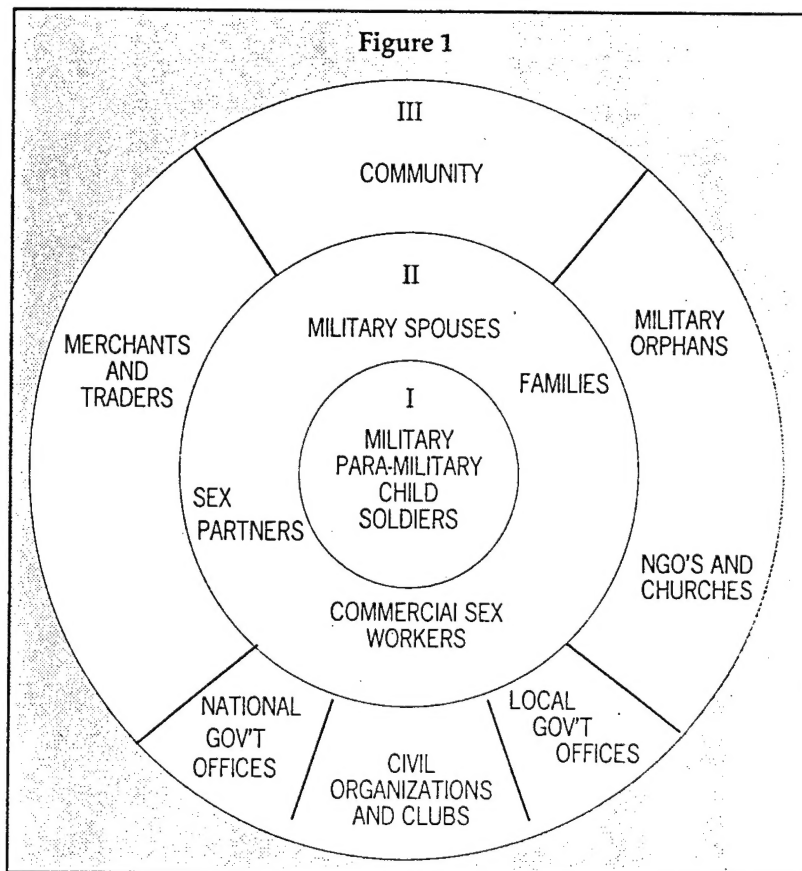 Figure 1
III
COMMUNITY
II
MILITARY SPOUSES
MERCHANTS
AND
TRADERS
MILITARY
ORPHANS
FAMILIES
I
MILITARY
PARA-MILITARY
CHILD
SOLDIERS
SEX
PARTNERS
NGO'S AND
CHURCHES
COMMERCIAl SEX
WORKERS
NATIONAL
GOV'T
OFFICES
CIVIL
ORGANIZATIONS
AND CLUBS
LOCAL
GOV'T
OFFICES